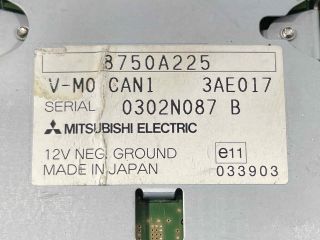 8750A225
V-M0 CAN1 3AE017
SERIAL 0302N087 B
MITSUBISHI ELECTRIC
12V NEG. GROUND e11
MADE IN JAPAN 033903